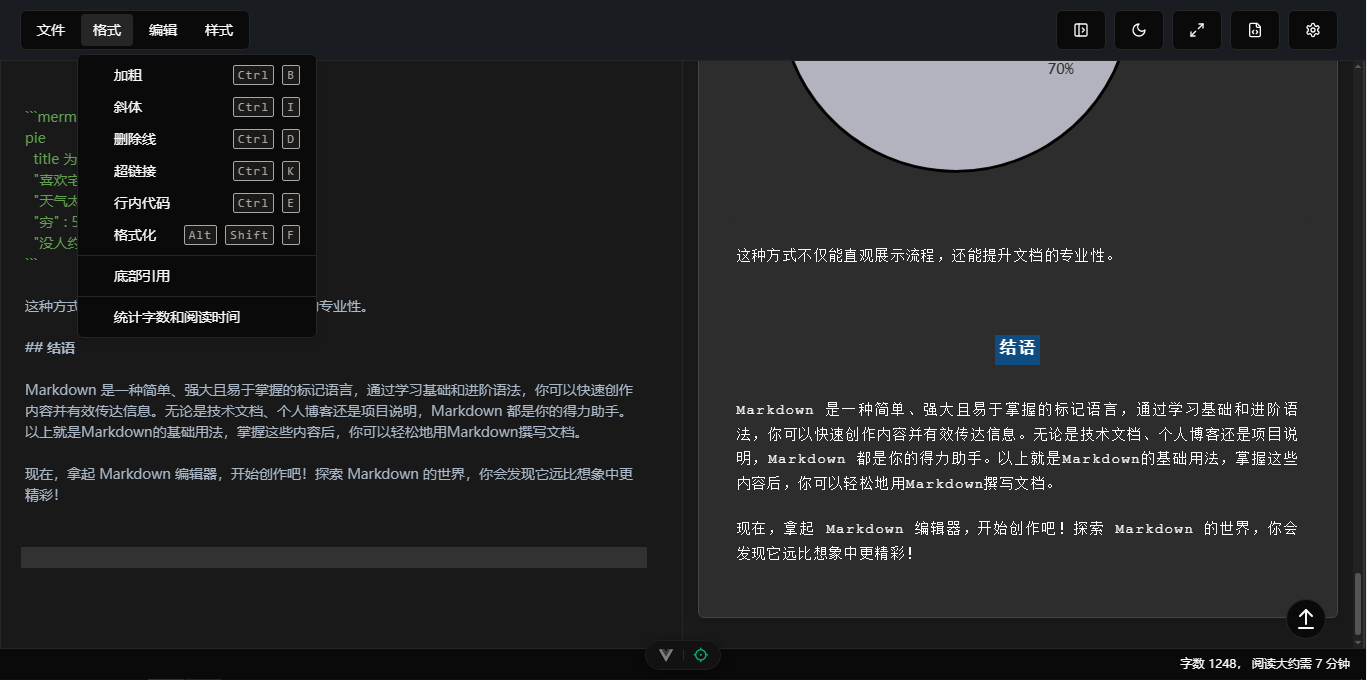 文件 格式 编辑 样式
加粗 Ctrl B
斜体 Ctrl I
删除线 Ctrl D
超链接 Ctrl K
行内代码 Ctrl E
格式化 Alt Shift F
底部引用
统计字数和阅读时间
```merm
pie
title 为
"喜欢宅
"天气太
"穷" : 5
"没人约
```
这种方式
的专业性。
## 结语
Markdown 是一种简单、强大且易于掌握的标记语言，通过学习基础和进阶语法，你可以快速创作
内容并有效传达信息。无论是技术文档、个人博客还是项目说明，Markdown 都是你的得力助手。
以上就是Markdown的基础用法，掌握这些内容后，你可以轻松地用Markdown撰写文档。
现在，拿起 Markdown 编辑器，开始创作吧！探索 Markdown 的世界，你会发现它远比想象中更
精彩！
70%
这种方式不仅能直观展示流程，还能提升文档的专业性。
结语
Markdown 是一种简单、强大且易于掌握的标记语言，通过学习基础和进阶语
法，你可以快速创作内容并有效传达信息。无论是技术文档、个人博客还是项目说
明，Markdown 都是你的得力助手。以上就是Markdown的基础用法，掌握这些
内容后，你可以轻松地用Markdown撰写文档。
现在，拿起 Markdown 编辑器，开始创作吧！探索 Markdown 的世界，你会
发现它远比想象中更精彩！
字数 1248， 阅读大约需 7 分钟